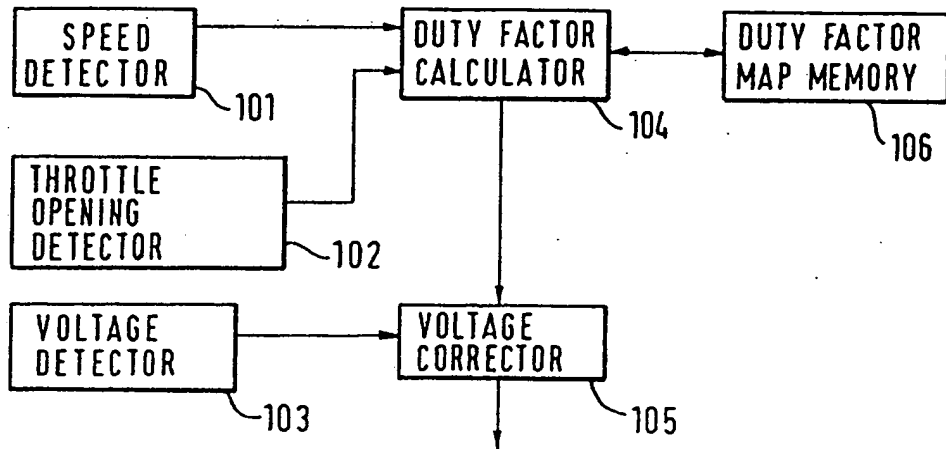 SPEED
DETECTOR
101
DUTY FACTOR
CALCULATOR
104
DUTY FACTOR
MAP MEMORY
106
THROTTLE
OPENING
DETECTOR
102
VOLTAGE
DETECTOR
103
VOLTAGE
CORRECTOR
105